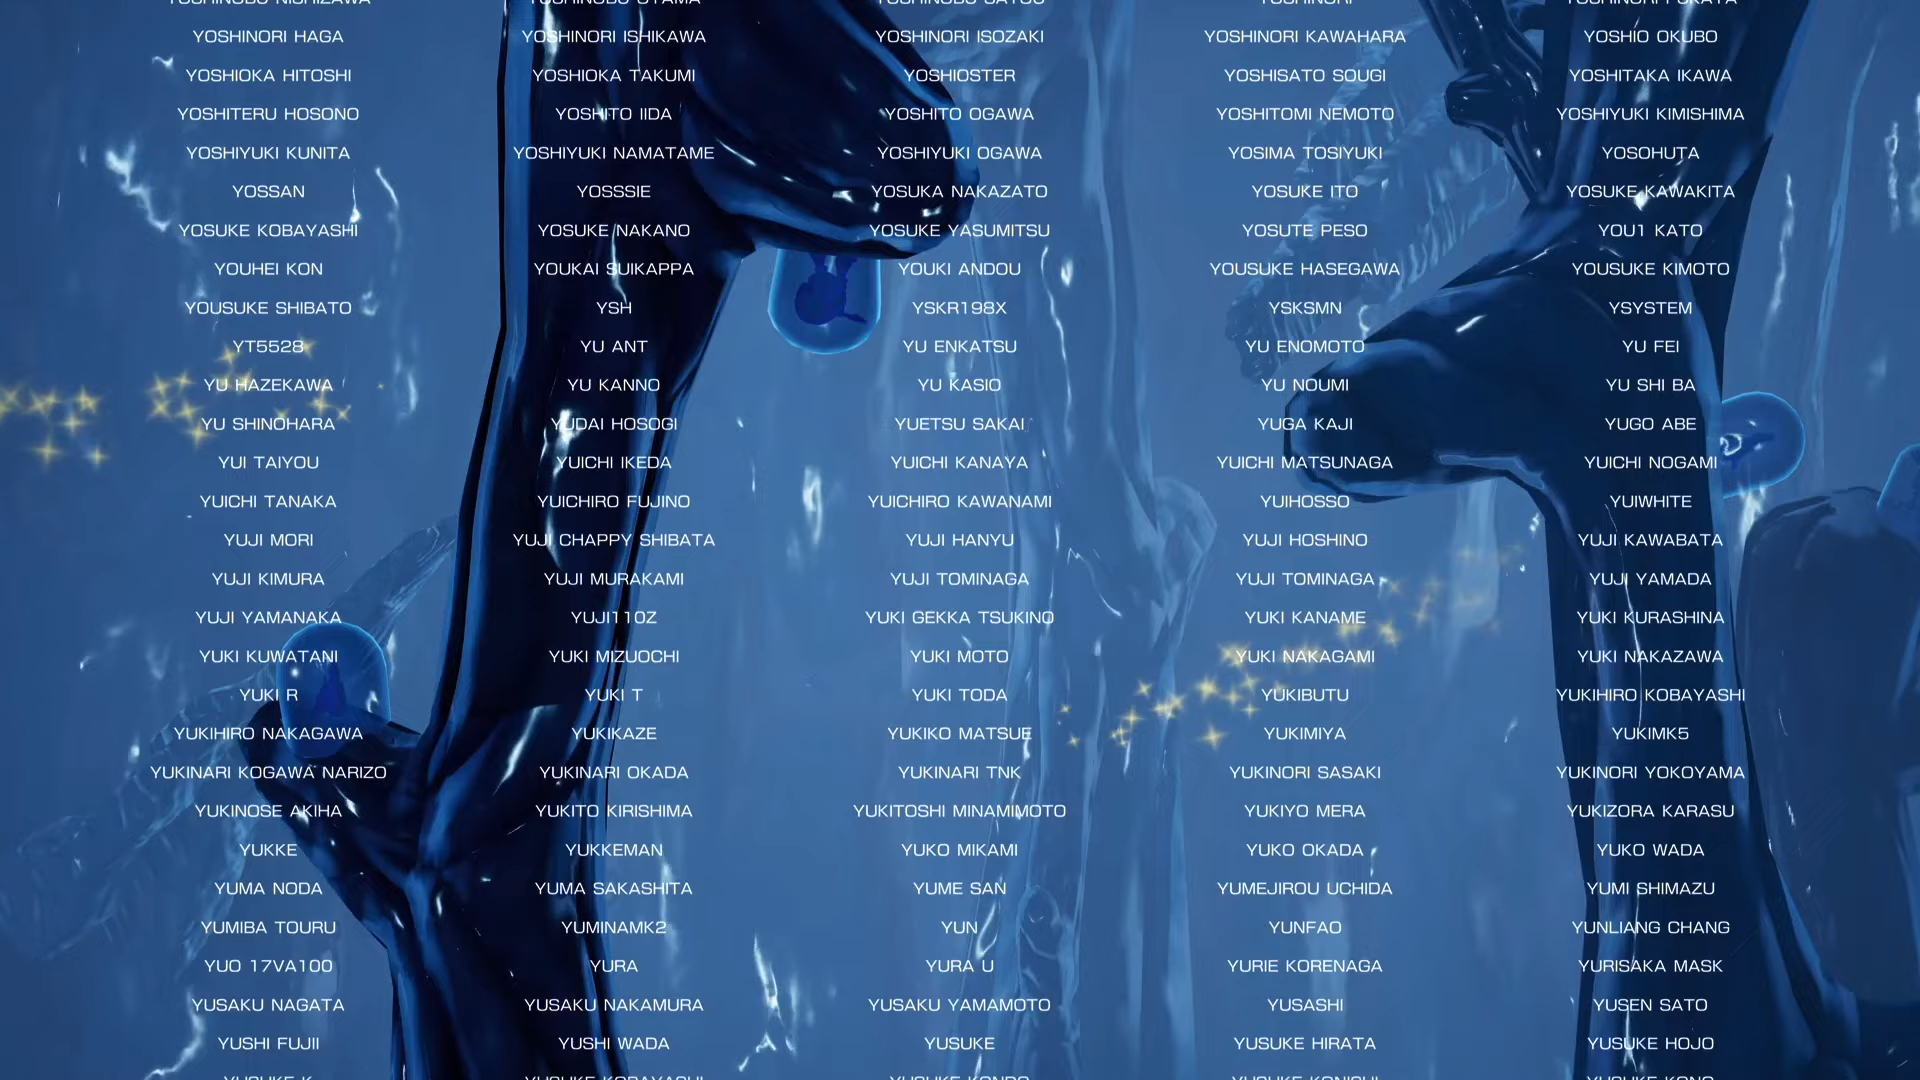 YOSHINORI HAGA YOSHINORI ISHIKAWA YOSHINORI ISOZAKI YOSHINORI KAWAHARA YOSHIO OKUBO
YOSHIOKA HITOSHI YOSHIOKA TAKUMI YOSHIOSTER YOSHISATO SOUGI YOSHITAKA IKAWA
YOSHITERU HOSONO YOSHITO IIDA YOSHITO OGAWA YOSHITOMI NEMOTO YOSHIYUKI KIMISHIMA
YOSHIYUKI KUNITA YOSHIYUKI NAMATAME YOSHIYUKI OGAWA YOSIMA TOSIYUKI YOSOHUTA
YOSSAN YOSSSIE YOSUKA NAKAZATO YOSUKE ITO YOSUKE KAWAKITA
YOSUKE KOBAYASHI YOSUKE NAKANO YOSUKE YASUMITSU YOSUTE PESO YOU1 KATO
YOUHEI KON YOUKAI SUIKAPPA YOUKI ANDOU YOUSUKE HASEGAWA YOUSUKE KIMOTO
YOUSUKE SHIBATO YSH YSKR198X YSKSMN YSYSTEM
YT5528 YU ANT YU ENKATSU YU ENOMOTO YU FEI
YU HAZEKAWA YU KANNO YU KASIO YU NOUMI YU SHI BA
YU SHINOHARA YUDAI HOSOGI YUETSU SAKAI YUGA KAJI YUGO ABE
YUI TAIYOU YUICHI IKEDA YUICHI KANAYA YUICHI MATSUNAGA YUICHI NOGAMI
YUICHI TANAKA YUICHIRO FUJINO YUICHIRO KAWANAMI YUIHOSSO YUIWHITE
YUJI MORI YUJI CHAPPY SHIBATA YUJI HANYU YUJI HOSHINO YUJI KAWABATA
YUJI KIMURA YUJI MURAKAMI YUJI TOMINAGA YUJI TOMINAGA YUJI YAMADA
YUJI YAMANAKA YUJI110Z YUKI GEKKA TSUKINO YUKI KANAME YUKI KURASHINA
YUKI KUWATANI YUKI MIZUOCHI YUKI MOTO YUKI NAKAGAMI YUKI NAKAZAWA
YUKI R YUKI T YUKI TODA YUKIBUTU YUKIHIRO KOBAYASHI
YUKIHIRO NAKAGAWA YUKIKAZE YUKIKO MATSUE YUKIMIYA YUKIMK5
YUKINARI KOGAWA NARIZO YUKINARI OKADA YUKINARI TNK YUKINORI SASAKI YUKINORI YOKOYAMA
YUKINOSE AKIHA YUKITO KIRISHIMA YUKITOSHI MINAMIMOTO YUKIYO MERA YUKIZORA KARASU
YUKKE YUKKEMAN YUKO MIKAMI YUKO OKADA YUKO WADA
YUMA NODA YUMA SAKASHITA YUME SAN YUMEJIROU UCHIDA YUMI SHIMAZU
YUMIBA TOURU YUMINAMK2 YUN YUNFAO YUNLIANG CHANG
YUO 17VA100 YURA YURA U YURIE KORENAGA YURISAKA MASK
YUSAKU NAGATA YUSAKU NAKAMURA YUSAKU YAMAMOTO YUSASHI YUSEN SATO
YUSHI FUJII YUSHI WADA YUSUKE YUSUKE HIRATA YUSUKE HOJO